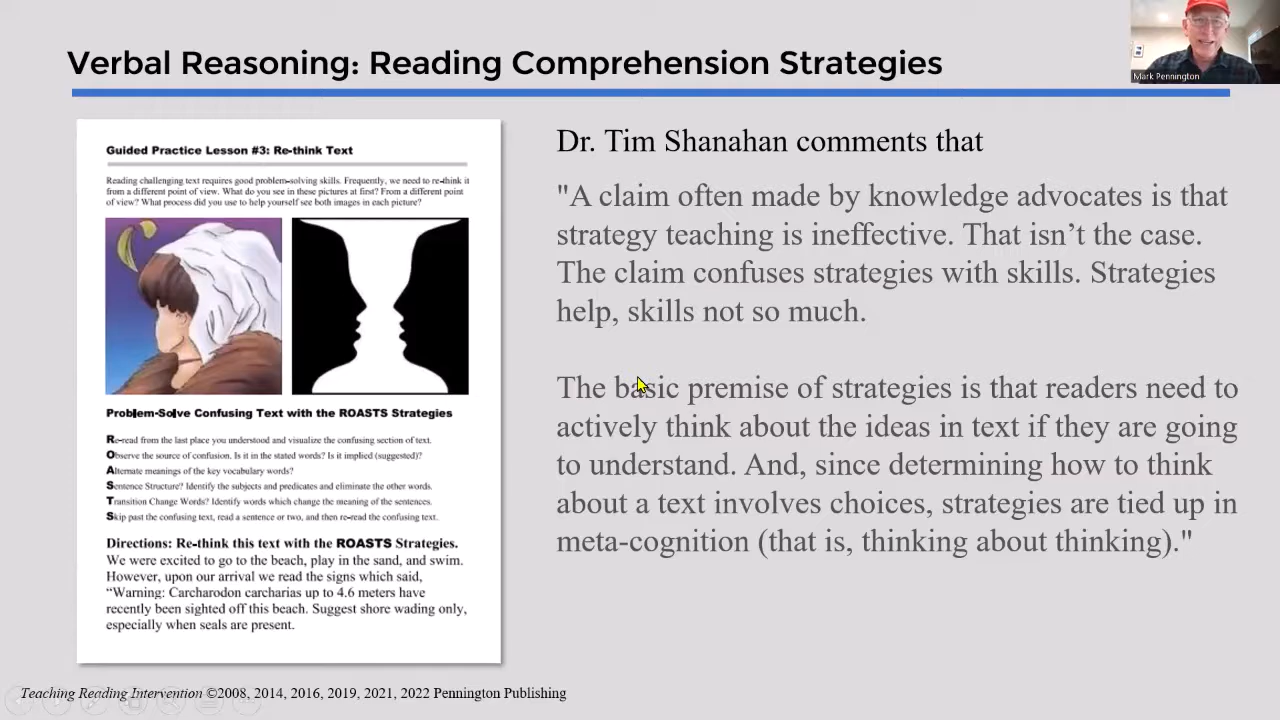 Verbal Reasoning: Reading Comprehension Strategies
Mark Pennington
Guided Practice Lesson #3: Re-think Text
Reading challenging text requires good problem-solving skills. Frequently, we need to re-think it
from a different point of view. What do you see in these pictures at first? From a different point
of view? What process did you use to help yourself see both images in each picture?
Problem-Solve Confusing Text with the ROASTS Strategies
Re-read from the last place you understood and visualize the confusing section of text.
Observe the source of confusion. Is it in the stated words? Is it implied (suggested)?
Alternate meanings of the key vocabulary words?
Sentence Structure? Identify the subjects and predicates and eliminate the other words.
Transition Change Words? Identify words which change the meaning of the sentences.
Skip past the confusing text, read a sentence or two, and then re-read the confusing text.
Directions: Re-think this text with the ROASTS Strategies.
We were excited to go to the beach, play in the sand, and swim.
However, upon our arrival we read the signs which said,
“Warning: Carcharodon carcharias up to 4.6 meters have
recently been sighted off this beach. Suggest shore wading only,
especially when seals are present.
Dr. Tim Shanahan comments that
"A claim often made by knowledge advocates is that
strategy teaching is ineffective. That isn’t the case.
The claim confuses strategies with skills. Strategies
help, skills not so much.
The basic premise of strategies is that readers need to
actively think about the ideas in text if they are going
to understand. And, since determining how to think
about a text involves choices, strategies are tied up in
meta-cognition (that is, thinking about thinking)."
Teaching Reading Intervention ©2008, 2014, 2016, 2019, 2021, 2022 Pennington Publishing